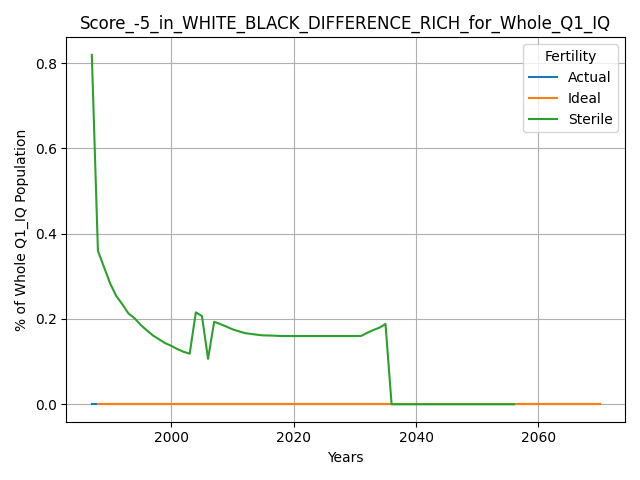 Score_-5_in_WHITE_BLACK_DIFFERENCE_RICH_for_Whole_Q1_IQ
Fertility
Actual
Ideal
Sterile
% of Whole Q1_IQ Population
0.8
0.6
0.4
0.2
0.0
2000 2020 2040 2060
Years